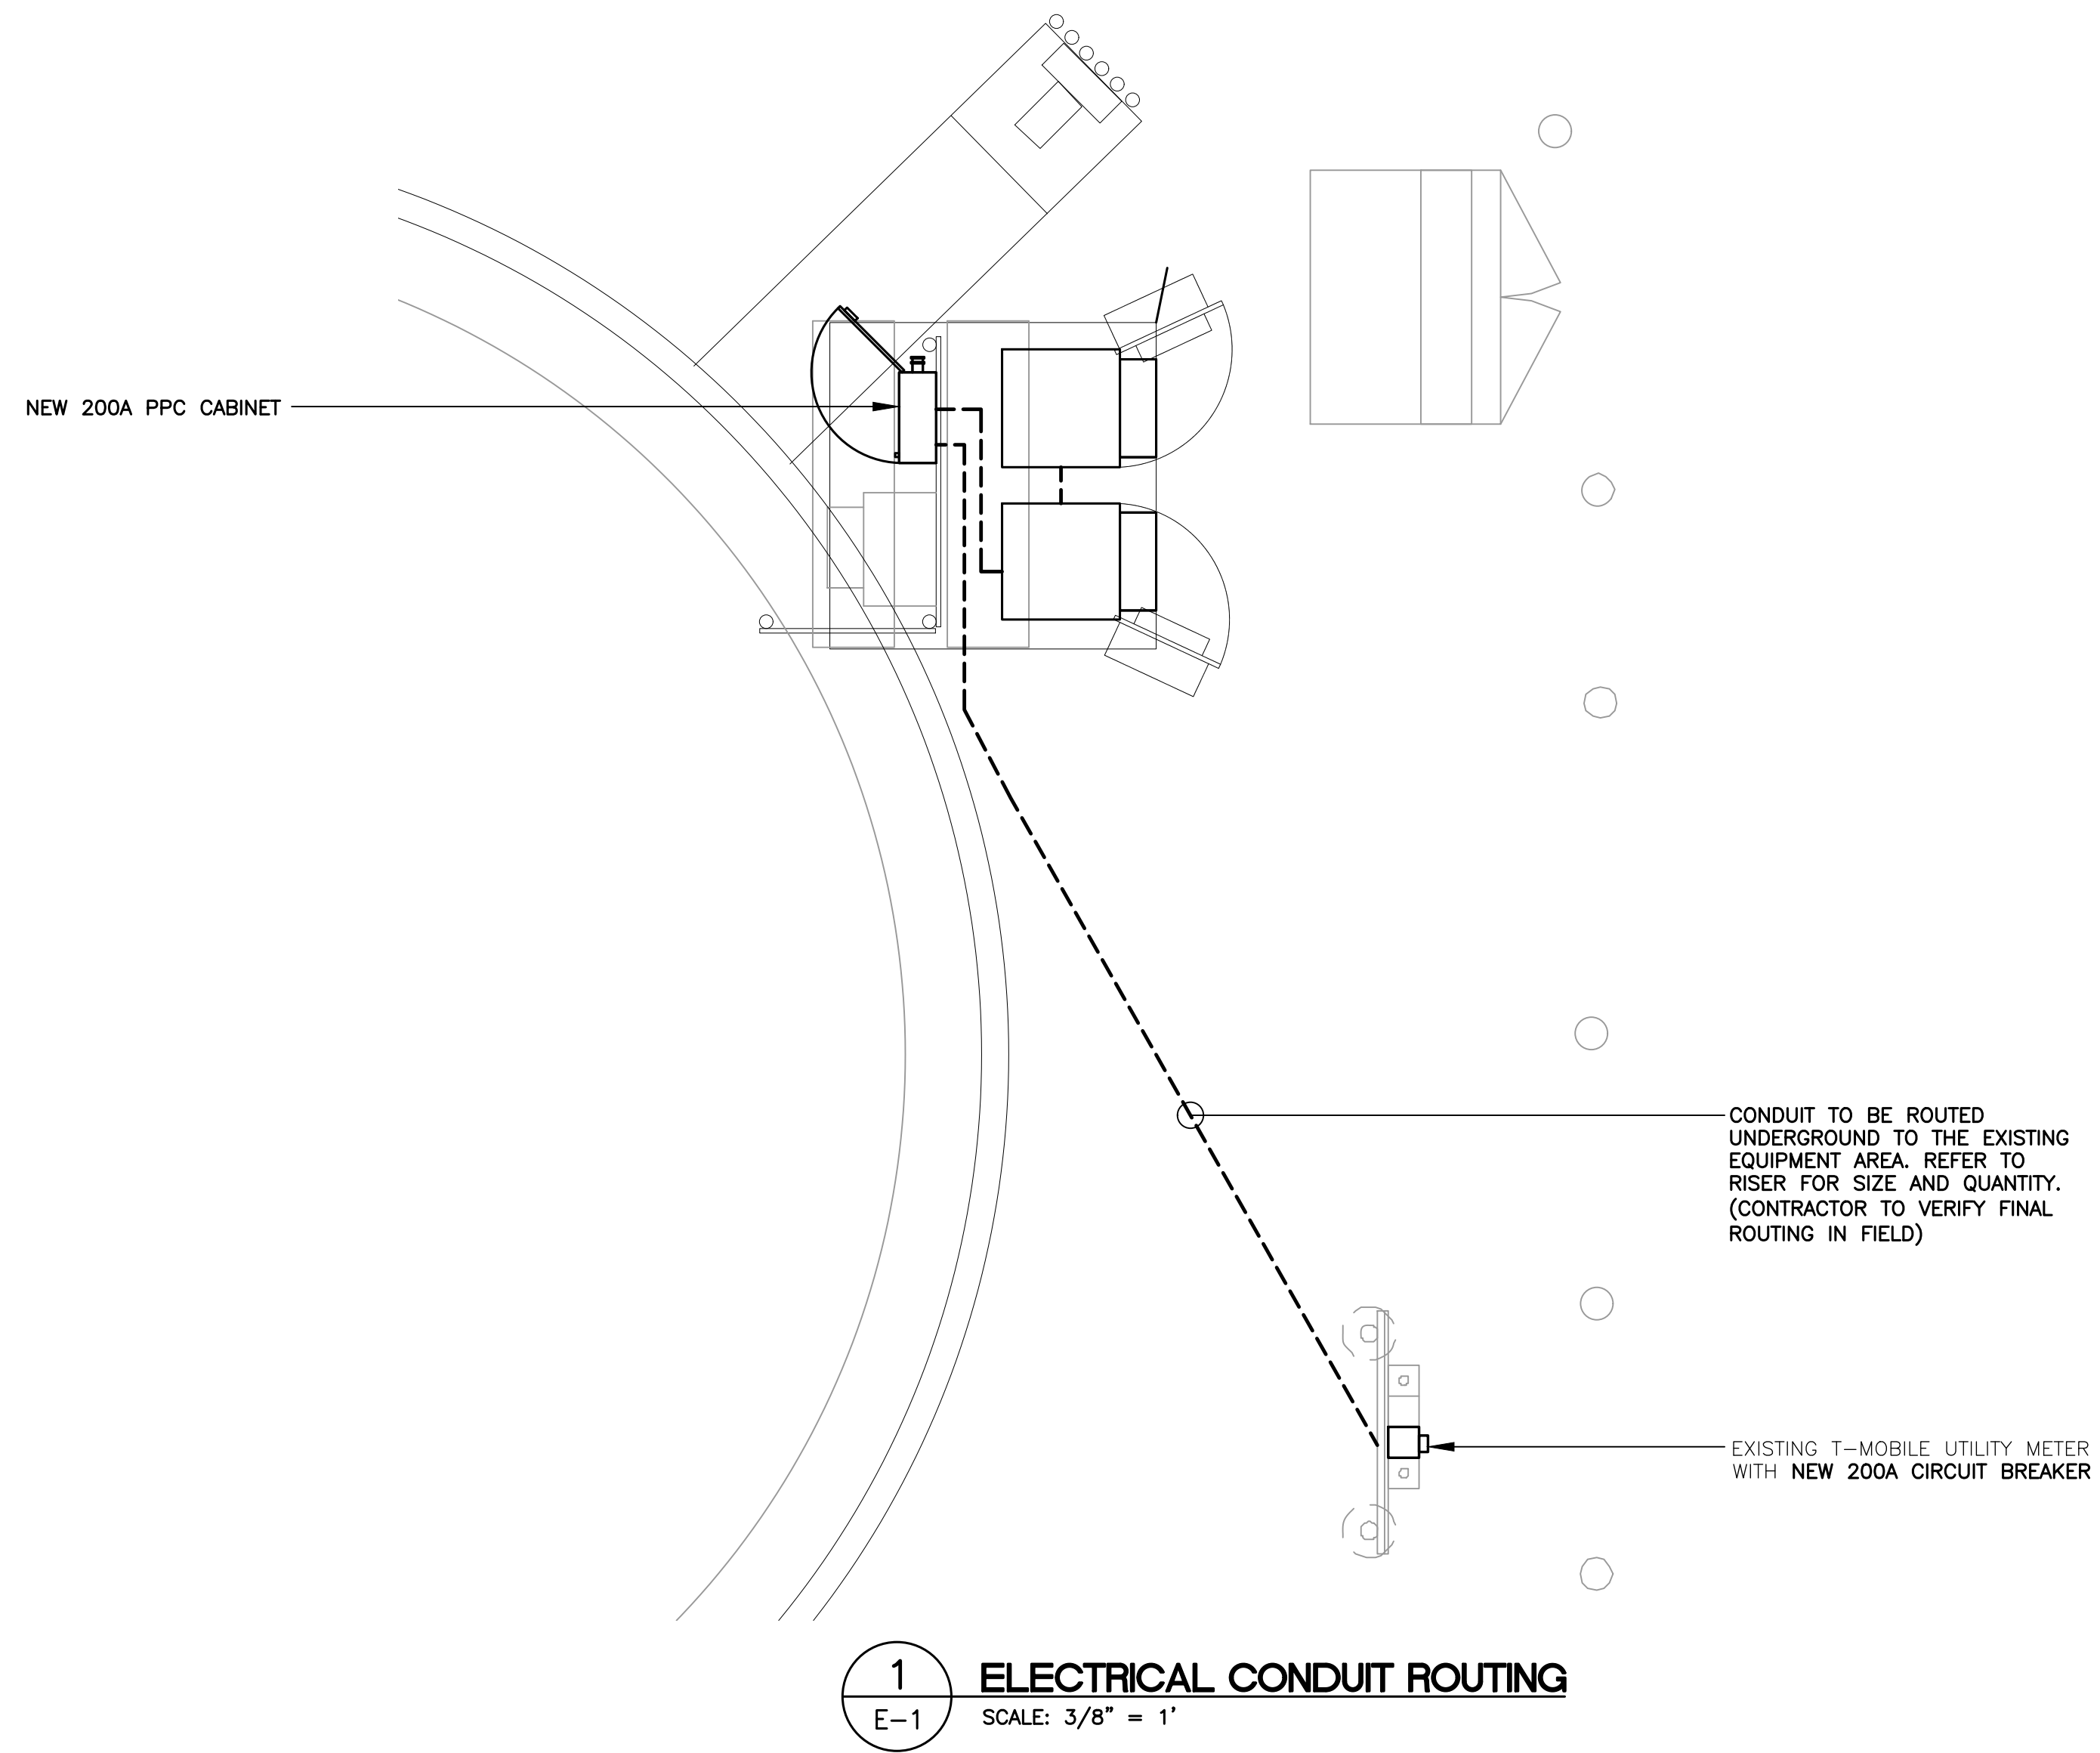 NEW 200A PPC CABINET
CONDUIT TO BE ROUTED
UNDERGROUND TO THE EXISTING
EQUIPMENT AREA. REFER TO
RISER FOR SIZE AND QUANTITY.
(CONTRACTOR TO VERIFY FINAL
ROUTING IN FIELD)
EXISTING T-MOBILE UTILITY METER
WITH NEW 200A CIRCUIT BREAKER
1
E-1
ELECTRICAL CONDUIT ROUTING
SCALE: 3/8" = 1'